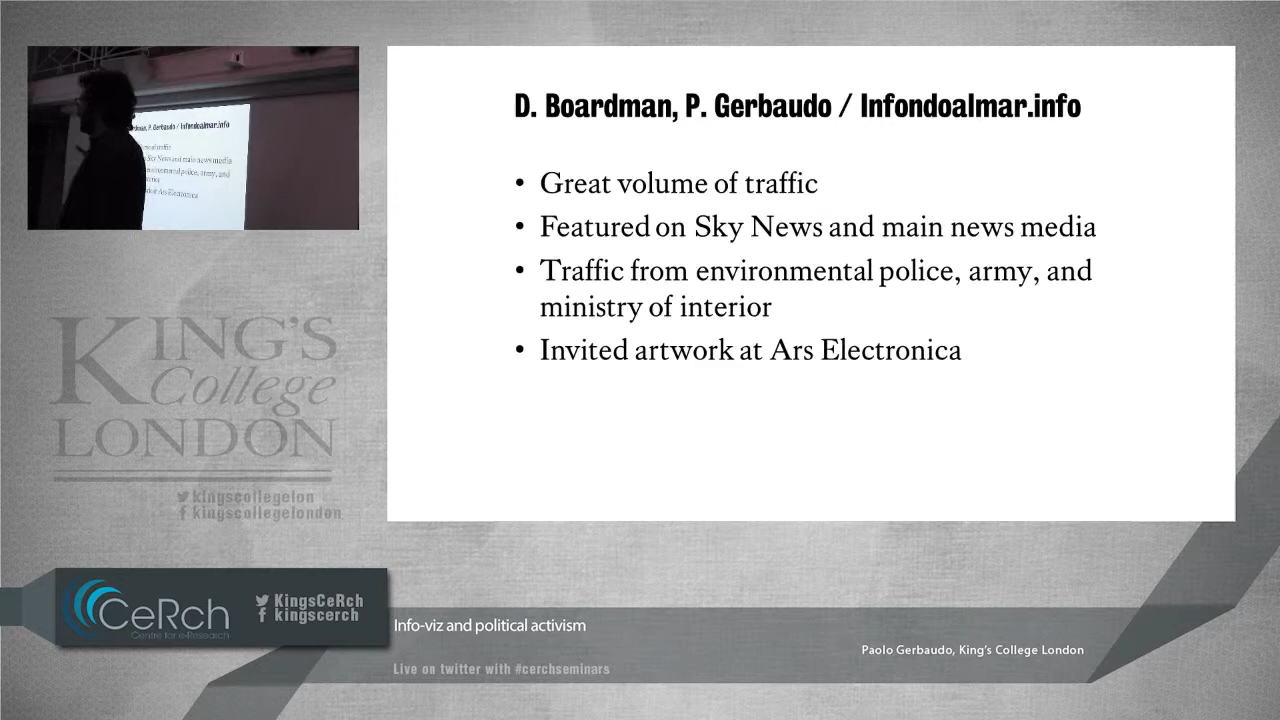 D. Boardman, P. Gerbaudo / Infondoalmar.info
• Great volume of traffic
• Featured on Sky News and main news media
• Traffic from environmental police, army, and
ministry of interior
• Invited artwork at Ars Electronica
KING'S
College
LONDON
kingscollegelon
kingscollegelondon
CeRch
Centre for e-Research
KingsCeRch
kingscerch
Info-viz and political activism
Paolo Gerbaudo, King's College London
Live on twitter with #cerchseminars